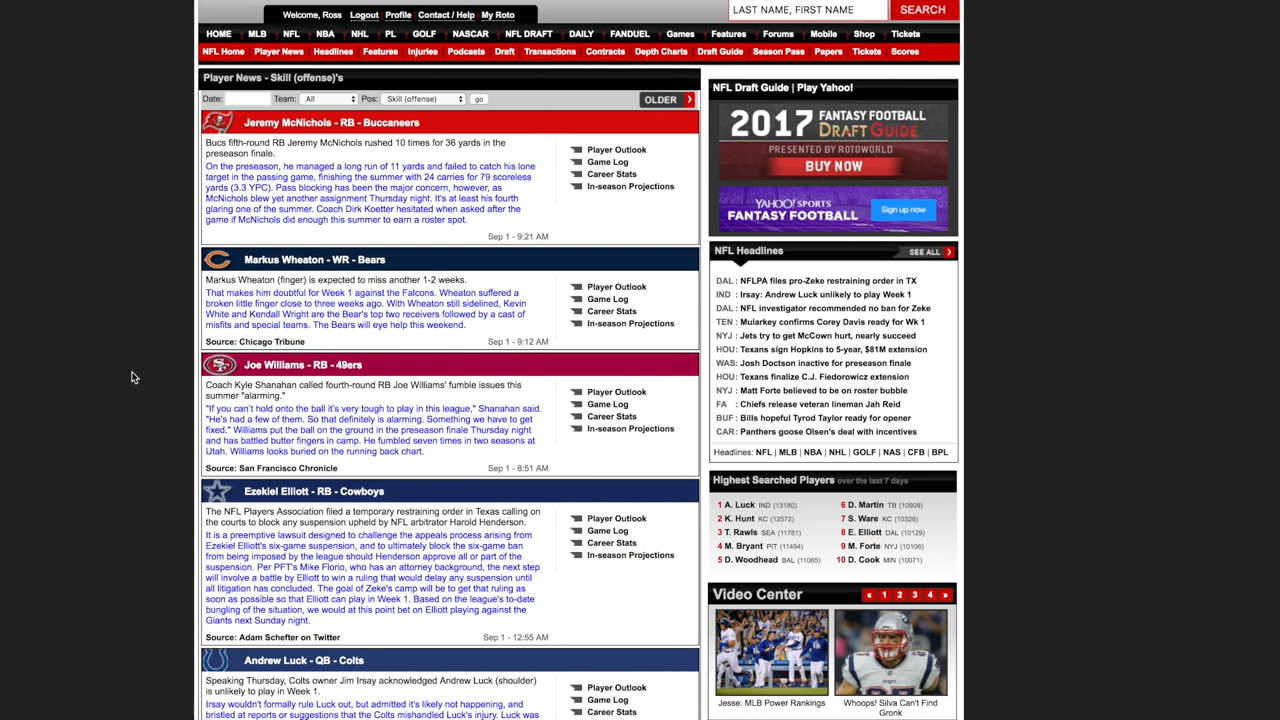 Welcome, Ross Logout Profile Contact / Help My Roto
LAST NAME, FIRST NAME SEARCH
HOME MLB NFL NBA NHL PL GOLF NASCAR NFL DRAFT DAILY FANDUEL Games Features Forums Mobile Shop Tickets
NFL Home Player News Headlines Features Injuries Podcasts Draft Transactions Contracts Depth Charts Draft Guide Season Pass Papers Tickets Scores
Player News - Skill (offense)'s
Date: Team: All Pos: Skill (offense) go OLDER
Jeremy McNichols - RB - Buccaneers
Bucs fifth-round RB Jeremy McNichols rushed 10 times for 36 yards in the
preseason finale.
On the preseason, he managed a long run of 11 yards and failed to catch his lone
target in the passing game, finishing the summer with 24 carries for 79 scoreless
yards (3.3 YPC). Pass blocking has been the major concern, however, as
McNichols blew yet another assignment Thursday night. It's at least his fourth
glaring one of the summer. Coach Dirk Koetter hesitated when asked after the
game if McNichols did enough this summer to earn a roster spot.
Sep 1 - 9:21 AM
Player Outlook
Game Log
Career Stats
In-season Projections
Markus Wheaton - WR - Bears
Markus Wheaton (finger) is expected to miss another 1-2 weeks.
That makes him doubtful for Week 1 against the Falcons. Wheaton suffered a
broken little finger close to three weeks ago. With Wheaton still sidelined, Kevin
White and Kendall Wright are the Bear's top two receivers followed by a cast of
misfits and special teams. The Bears will eye help this weekend.
Source: Chicago Tribune Sep 1 - 9:12 AM
Player Outlook
Game Log
Career Stats
In-season Projections
Joe Williams - RB - 49ers
Coach Kyle Shanahan called fourth-round RB Joe Williams' fumble issues this
summer "alarming."
"If you can't hold onto the ball it's very tough to play in this league," Shanahan said.
"He's had a few of them. So that definitely is alarming. Something we have to get
fixed." Williams put the ball on the ground in the preseason finale Thursday night
and has battled butter fingers in camp. He fumbled seven times in two seasons at
Utah. Williams looks buried on the running back chart.
Source: San Francisco Chronicle Sep 1 - 8:51 AM
Player Outlook
Game Log
Career Stats
In-season Projections
Ezekiel Elliott - RB - Cowboys
The NFL Players Association filed a temporary restraining order in Texas calling on
the courts to block any suspension upheld by NFL arbitrator Harold Henderson.
It is a preemptive lawsuit designed to challenge the appeals process arising from
Ezekiel Elliott's six-game suspension, and to ultimately block the six-game ban
from being imposed by the league should Henderson approve all or part of the
suspension. Per PFT's Mike Florio, who has an attorney background, the next step
will involve a battle by Elliott to win a ruling that would delay any suspension until
all litigation has concluded. The goal of Zeke's camp will be to get that ruling as
soon as possible so that Elliott can play in Week 1. Based on the league's to-date
bungling of the situation, we would at this point bet on Elliott playing against the
Giants next Sunday night.
Source: Adam Schefter on Twitter Sep 1 - 12:55 AM
Player Outlook
Game Log
Career Stats
In-season Projections
Andrew Luck - QB - Colts
Speaking Thursday, Colts owner Jim Irsay acknowledged Andrew Luck (shoulder)
is unlikely to play in Week 1.
Irsay wouldn't formally rule Luck out, but admitted it's likely not happening, and
bristled at reports or suggestions that the Colts mishandled Luck's injury. Luck was
Player Outlook
Game Log
Career Stats
NFL Draft Guide | Play Yahoo!
2017 FANTASY FOOTBALL
DRAFT GUIDE
PRESENTED BY ROTOWORLD
BUY NOW
YAHOO! SPORTS
FANTASY FOOTBALL Sign up now
NFL Headlines SEE ALL
DAL : NFLPA files pro-Zeke restraining order in TX
IND : Irsay: Andrew Luck unlikely to play Week 1
DAL : NFL investigator recommended no ban for Zeke
TEN : Mularkey confirms Corey Davis ready for Wk 1
NYJ : Jets try to get McCown hurt, nearly succeed
HOU : Texans sign Hopkins to 5-year, $81M extension
WAS: Josh Doctson inactive for preseason finale
HOU : Texans finalize C.J. Fiedorowicz extension
NYJ : Matt Forte believed to be on roster bubble
FA : Chiefs release veteran lineman Jah Reid
BUF : Bills hopeful Tyrod Taylor ready for opener
CAR : Panthers goose Olsen's deal with incentives
Headlines: NFL | MLB | NBA | NHL | GOLF | NAS | CFB | BPL
Highest Searched Players over the last 7 days
1 A. Luck IND (13180) 6 D. Martin TB (10909)
2 K. Hunt KC (12572) 7 S. Ware KC (10326)
3 T. Rawls SEA (11781) 8 E. Elliott DAL (10129)
4 M. Bryant PIT (11494) 9 M. Forte NYJ (10106)
5 D. Woodhead BAL (11065) 10 D. Cook MIN (10071)
Video Center « 1 2 3 4 »
Jesse: MLB Power Rankings
Whoops! Silva Can't Find
Gronk